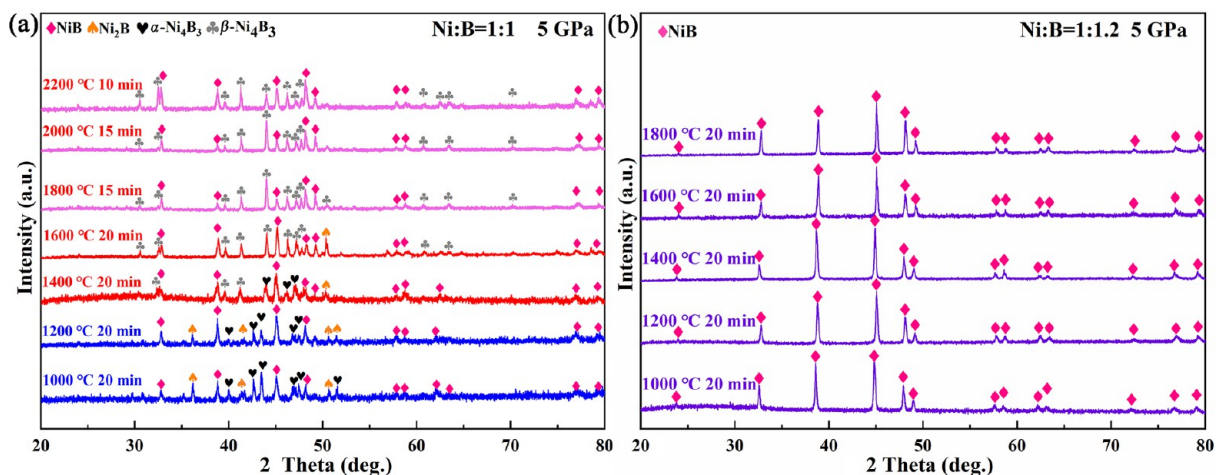 (a)
NiB Ni₂B α-Ni₄B₃ β-Ni₄B₃
Ni:B=1:1 5 GPa
2200 °C 10 min
2000 °C 15 min
1800 °C 15 min
1600 °C 20 min
1400 °C 20 min
1200 °C 20 min
1000 °C 20 min
Intensity (a.u.)
20 30 40 50 60 70 80
2 Theta (deg.)
(b)
NiB
Ni:B=1:1.2 5 GPa
1800 °C 20 min
1600 °C 20 min
1400 °C 20 min
1200 °C 20 min
1000 °C 20 min
Intensity (a.u.)
20 30 40 50 60 70 80
2 Theta (deg.)